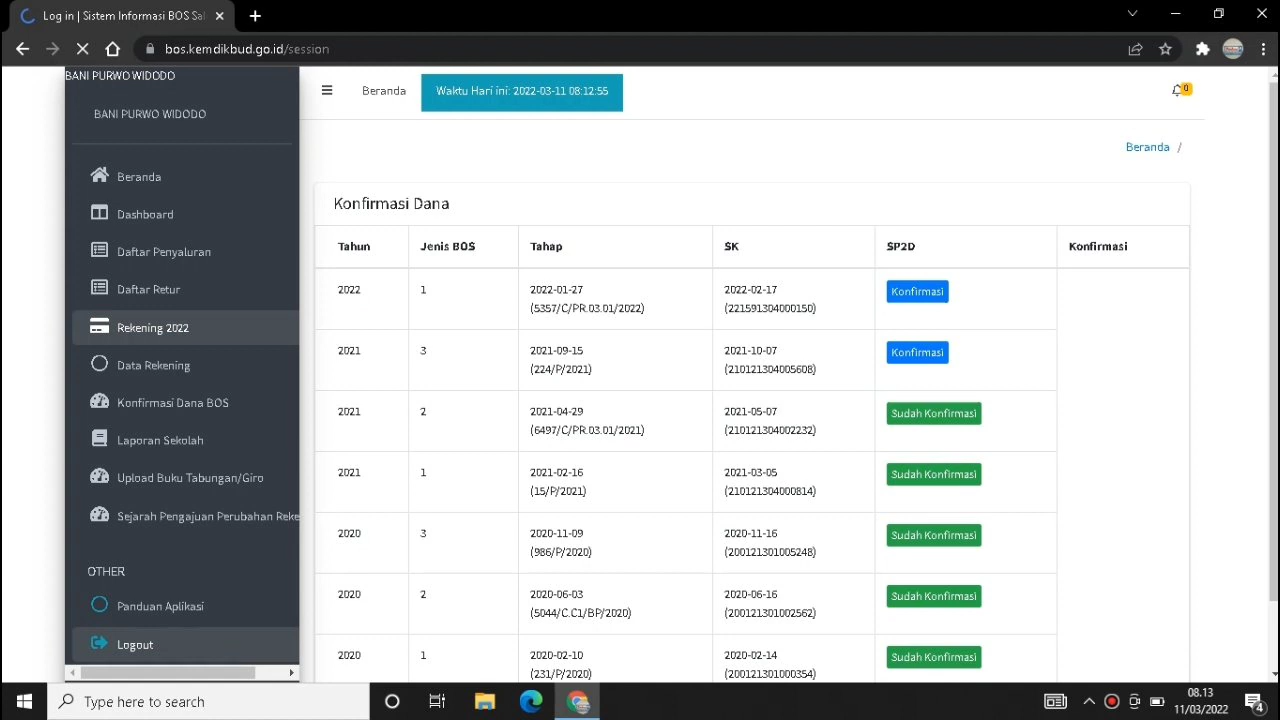 Log in | Sistem Informasi BOS Sal
bos.kemdikbud.go.id/session
BANI PURWO WIDODO
BANI PURWO WIDODO
Beranda
Dashboard
Daftar Penyaluran
Daftar Retur
Rekening 2022
Data Rekening
Konfirmasi Dana BOS
Laporan Sekolah
Upload Buku Tabungan/Giro
Sejarah Pengajuan Perubahan Reke
OTHER
Panduan Aplikasi
Logout
Beranda
Waktu Hari ini: 2022-03-11 08:12:55
0
Beranda /
Konfirmasi Dana
Tahun Jenis BOS Tahap SK SP2D Konfirmasi
2022 1 2022-01-27 2022-02-17 Konfirmasi
(5357/C/PR.03.01/2022) (221591304000150)
2021 3 2021-09-15 2021-10-07 Konfirmasi
(224/P/2021) (210121304005608)
2021 2 2021-04-29 2021-05-07 Sudah Konfirmasi
(6497/C/PR.03.01/2021) (210121304002232)
2021 1 2021-02-16 2021-03-05 Sudah Konfirmasi
(15/P/2021) (210121304000814)
2020 3 2020-11-09 2020-11-16 Sudah Konfirmasi
(986/P/2020) (200121301005248)
2020 2 2020-06-03 2020-06-16 Sudah Konfirmasi
(5044/C.C1/BP/2020) (200121301002562)
2020 1 2020-02-10 2020-02-14 Sudah Konfirmasi
(231/P/2020) (200121301000354)
Type here to search
08.13
11/03/2022
4